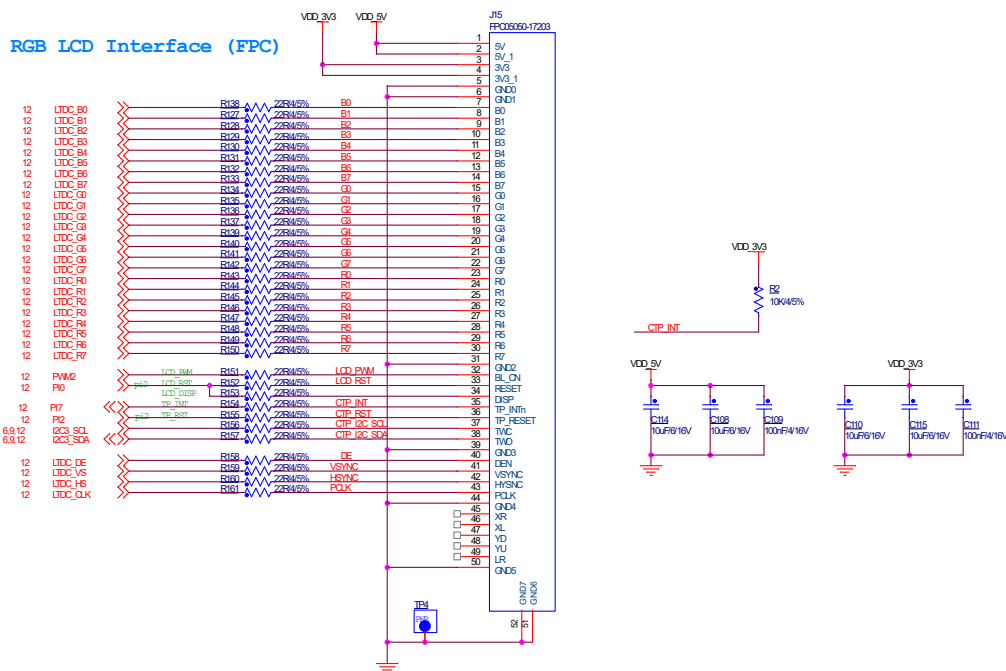 RGB LCD Interface (FPC)
VDD_3V3 VDD_5V
J15
FPC05050-17203
1 5V
2 5V_1
3 3V3
4 3V3_1
5 GND0
6 GND1
12 LTDC_B0 R138 22R/4/5% B0 7 B0
12 LTDC_B1 R127 22R/4/5% B1 8 B1
12 LTDC_B2 R128 22R/4/5% B2 9 B2
12 LTDC_B3 R129 22R/4/5% B3 10 B3
12 LTDC_B4 R130 22R/4/5% B4 11 B4
12 LTDC_B5 R131 22R/4/5% B5 12 B5
12 LTDC_B6 R132 22R/4/5% B6 13 B6
12 LTDC_B7 R133 22R/4/5% B7 14 B7
12 LTDC_G0 R134 22R/4/5% G0 15 G0
12 LTDC_G1 R135 22R/4/5% G1 16 G1
12 LTDC_G2 R136 22R/4/5% G2 17 G2
12 LTDC_G3 R137 22R/4/5% G3 18 G3
12 LTDC_G4 R139 22R/4/5% G4 19 G4
12 LTDC_G5 R140 22R/4/5% G5 20 G5
12 LTDC_G6 R141 22R/4/5% G6 21 G6
12 LTDC_G7 R142 22R/4/5% G7 22 G7
12 LTDC_R0 R143 22R/4/5% R0 23 R0
12 LTDC_R1 R144 22R/4/5% R1 24 R1
12 LTDC_R2 R145 22R/4/5% R2 25 R2
12 LTDC_R3 R146 22R/4/5% R3 26 R3
12 LTDC_R4 R147 22R/4/5% R4 27 R4
12 LTDC_R5 R148 22R/4/5% R5 28 R5
12 LTDC_R6 R149 22R/4/5% R6 29 R6
12 LTDC_R7 R150 22R/4/5% R7 30 R7
31 GND2
12 PWM2 LCD_PWM R151 22R/4/5% LCD_PWM 32 BL_CN
12 PI0 pi0 LCD_RST R152 22R/4/5% LCD RST 33 RESET
LCD_DISP R153 22R/4/5% 34 DISP
12 PI7 TP_INT R154 22R/4/5% CTP_INT 35 TP_INTn
12 PI2 pi2 TP_RST R155 22R/4/5% CTP_RST 36 TP_RESET
6,9,12 I2C3 SCL R156 22R/4/5% CTP_I2C_SCL 37 TWC
6,9,12 I2C3_SDA R157 22R/4/5% CTP I2C SDA 38 TWD
39 GND3
12 LTDC_DE R158 22R/4/5% DE 40 DEN
12 LTDC_VS R159 22R/4/5% VSYNC 41 VSYNC
12 LTDC_HS R160 22R/4/5% HSYNC 42 HYSNC
12 LTDC_CLK R161 22R/4/5% PCLK 43 PCLK
44 GND4
45 XR
46 XL
47 YD
48 YU
49 LR
50 GND5
GND7 GND6
52 51
TP4
VDD_3V3
R2
10K/4/5%
CTP_INT
VDD_5V VDD_3V3
C114 C108 C109 C110 C115 C111
10uF/6/16V 10uF/6/16V 100nF/4/16V 10uF/6/16V 10uF/6/16V 100nF/4/16V